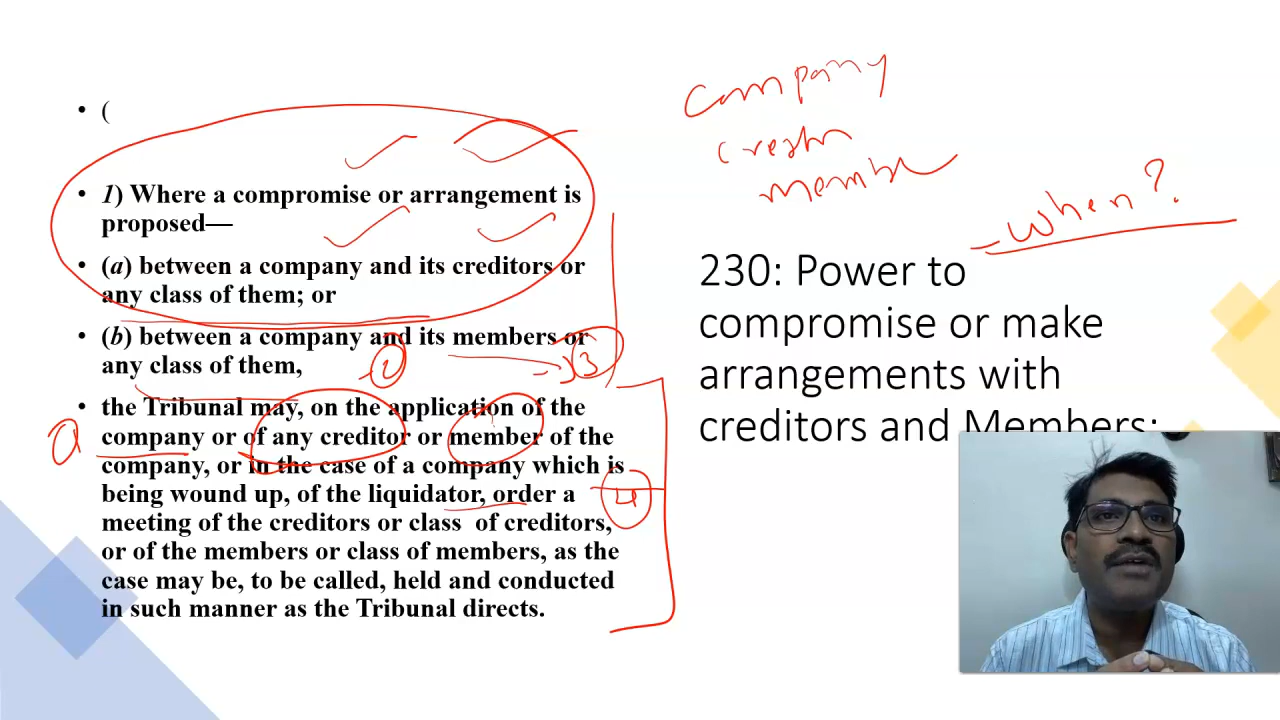 • (
• 1) Where a compromise or arrangement is
proposed—
• (a) between a company and its creditors or
any class of them; or
• (b) between a company and its members or
any class of them,
• the Tribunal may, on the application of the
company or of any creditor or member of the
company, or in the case of a company which is
being wound up, of the liquidator, order a
meeting of the creditors or class of creditors,
or of the members or class of members, as the
case may be, to be called, held and conducted
in such manner as the Tribunal directs.
2
3
4
a
Company
- When?
230: Power to
compromise or make
arrangements with
creditors and Members: